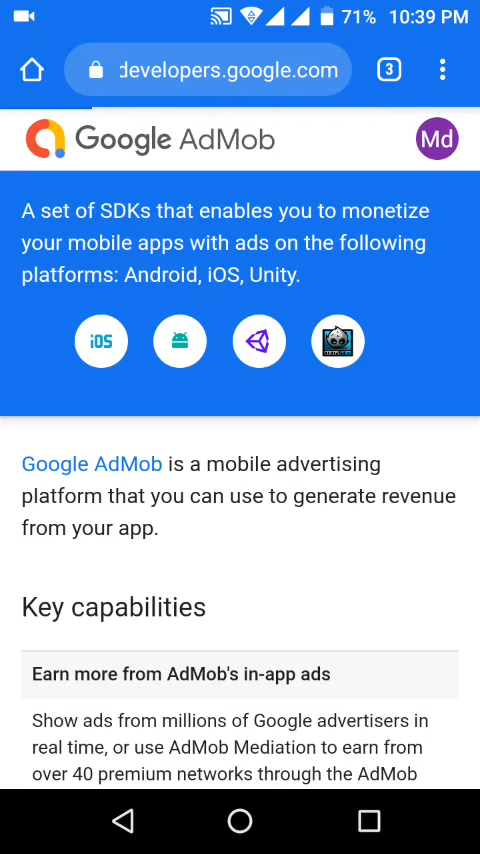 71% 10:39 PM
developers.google.com
3
Google AdMob
Md
A set of SDKs that enables you to monetize
your mobile apps with ads on the following
platforms: Android, iOS, Unity.
iOS
Google AdMob is a mobile advertising
platform that you can use to generate revenue
from your app.
Key capabilities
Earn more from AdMob's in-app ads
Show ads from millions of Google advertisers in
real time, or use AdMob Mediation to earn from
over 40 premium networks through the AdMob